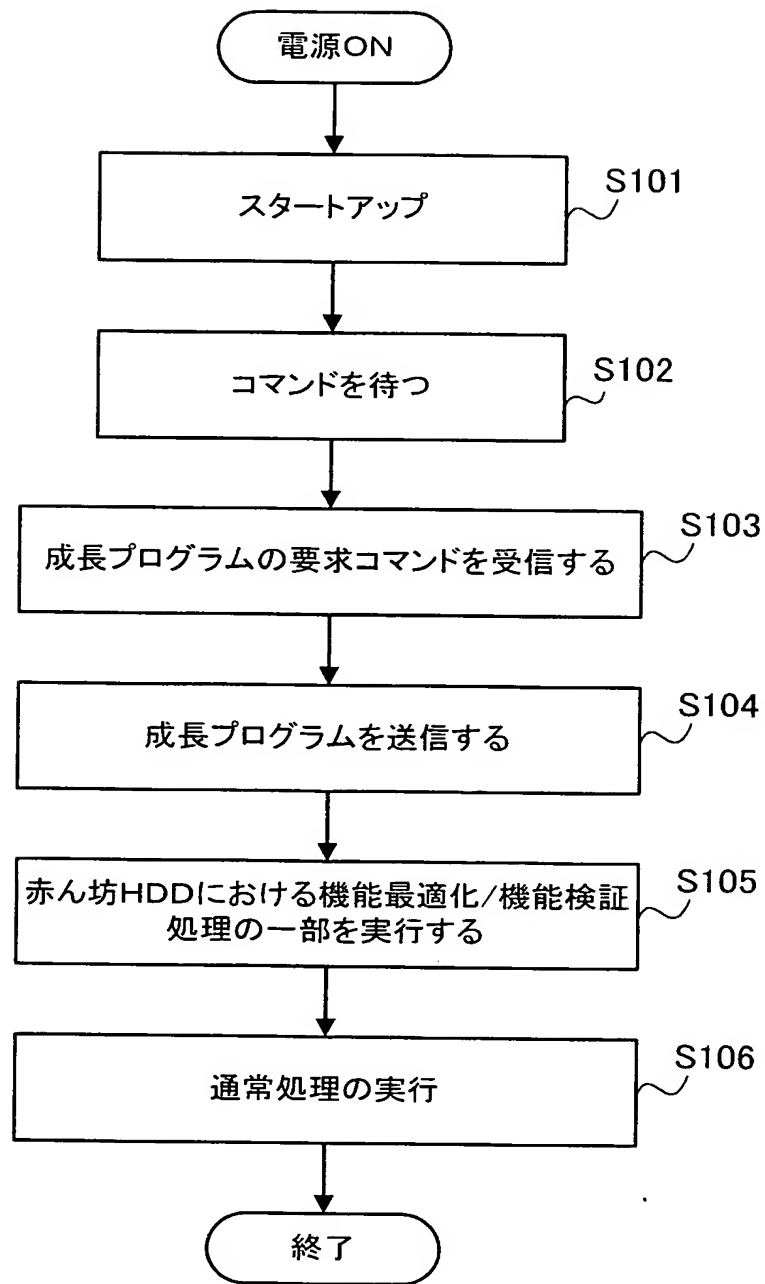 電源ON
スタートアップ
S101
コマンドを待つ
S102
成長プログラムの要求コマンドを受信する
S103
成長プログラムを送信する
S104
赤ん坊HDDにおける機能最適化/機能検証
処理の一部を実行する
S105
通常処理の実行
S106
終了